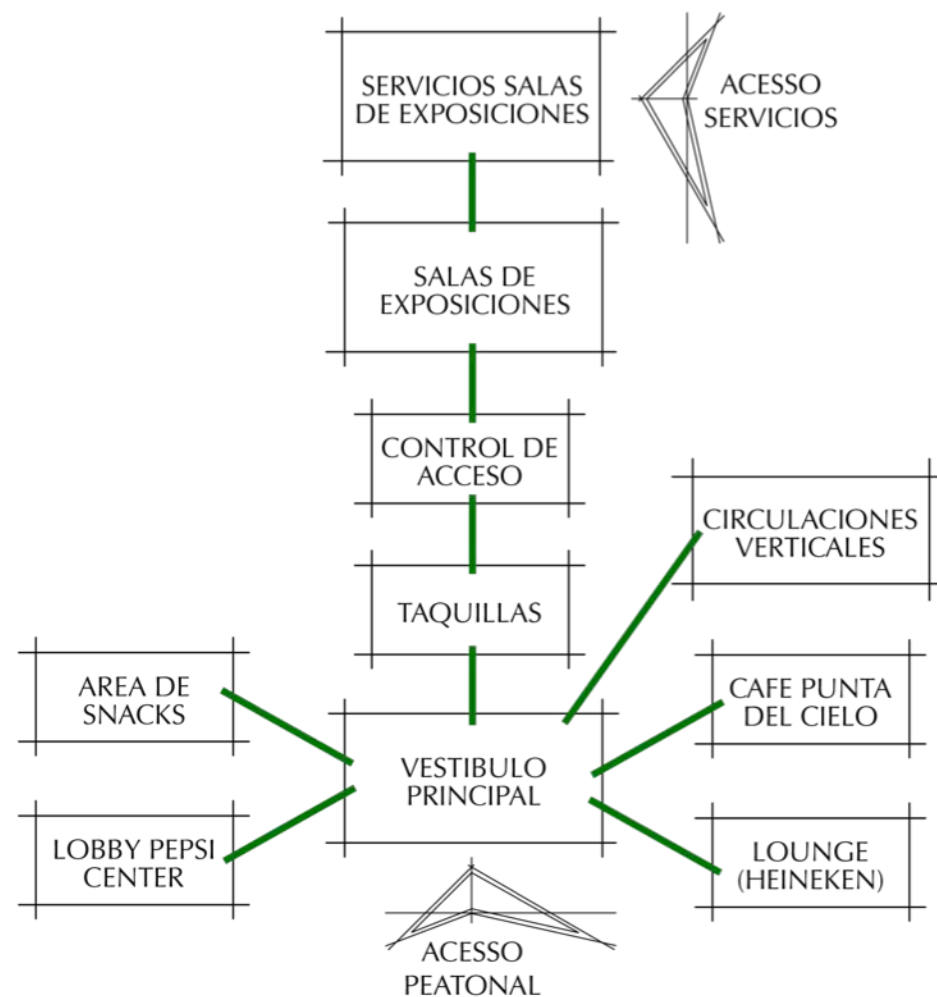 SERVICIOS SALAS
DE EXPOSICIONES
ACESSO
SERVICIOS
SALAS DE
EXPOSICIONES
CONTROL DE
ACCESO
CIRCULACIONES
VERTICALES
TAQUILLAS
AREA DE
SNACKS
CAFE PUNTA
DEL CIELO
VESTIBULO
PRINCIPAL
LOBBY PEPSI
CENTER
LOUNGE
(HEINEKEN)
ACESSO
PEATONAL